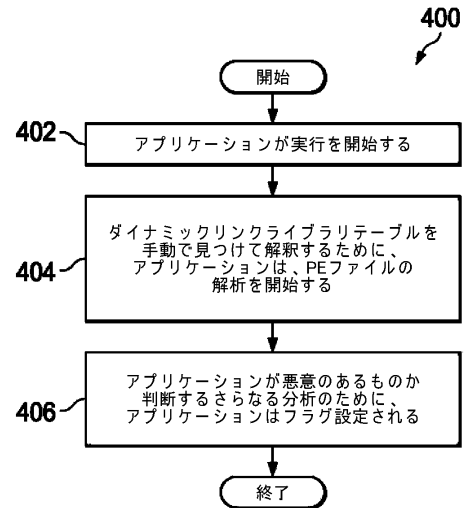 400
開始
402
アプリケーションが実行を開始する
404
ダイナミックリンクライブラリテーブルを
手動で見つけて解釈するために、
アプリケーションは、PEファイルの
解析を開始する
406
アプリケーションが悪意のあるものか
判断するさらなる分析のために、
アプリケーションはフラグ設定される
終了